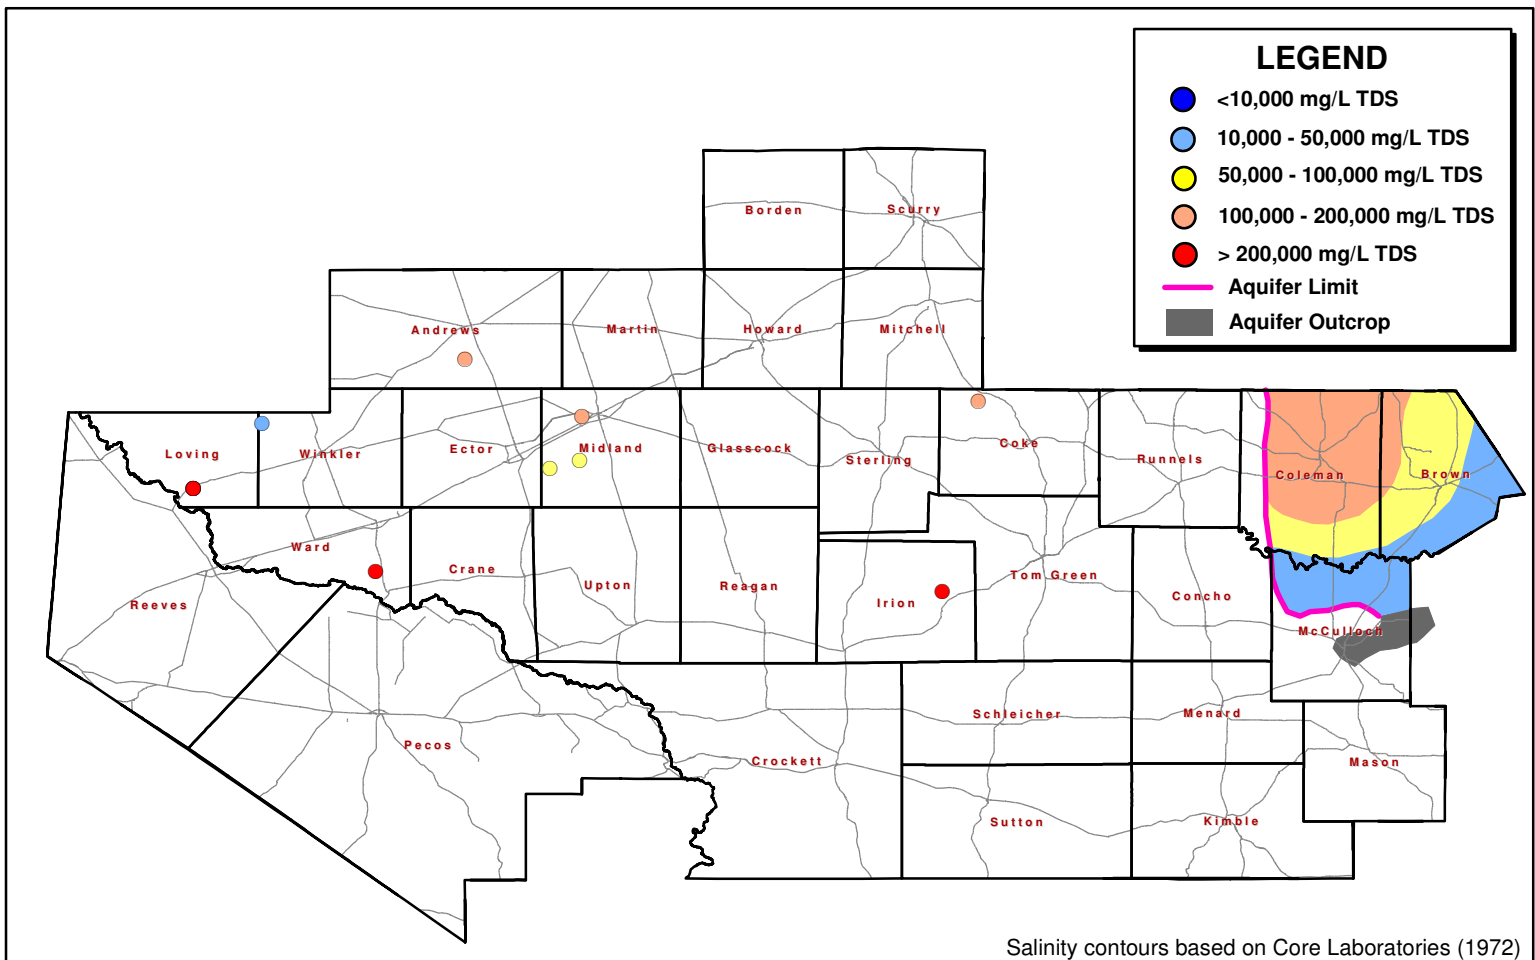 LEGEND
<10,000 mg/L TDS
10,000 - 50,000 mg/L TDS
50,000 - 100,000 mg/L TDS
100,000 - 200,000 mg/L TDS
> 200,000 mg/L TDS
Aquifer Limit
Aquifer Outcrop
Borden
Scurry
Andrews
Martin
Howard
Mitchell
Loving
Winkler
Ector
Midland
Glasscock
Sterling
Coke
Runnels
Coleman
Brown
Ward
Crane
Upton
Reagan
Irion
Tom Green
Concho
McCulloch
Reeves
Pecos
Crockett
Schleicher
Menard
Mason
Sutton
Kimble
Salinity contours based on Core Laboratories (1972)